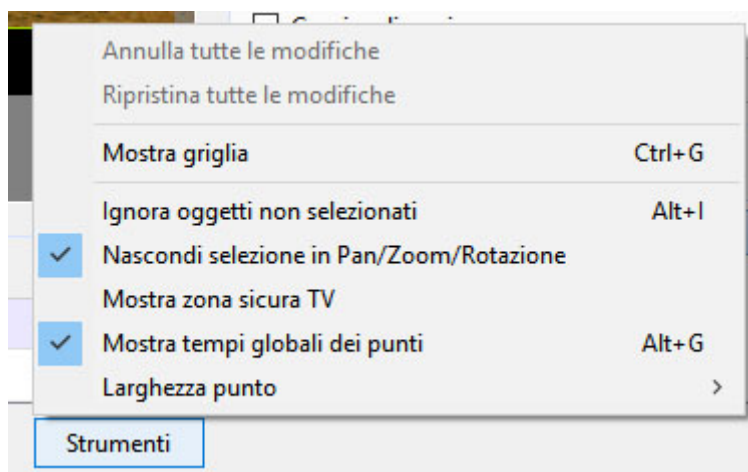 Annulla tutte le modifiche
Ripristina tutte le modifiche
Mostra griglia Ctrl+G
Ignora oggetti non selezionati Alt+I
Nascondi selezione in Pan/Zoom/Rotazione
Mostra zona sicura TV
Mostra tempi globali dei punti Alt+G
Larghezza punto >
Strumenti